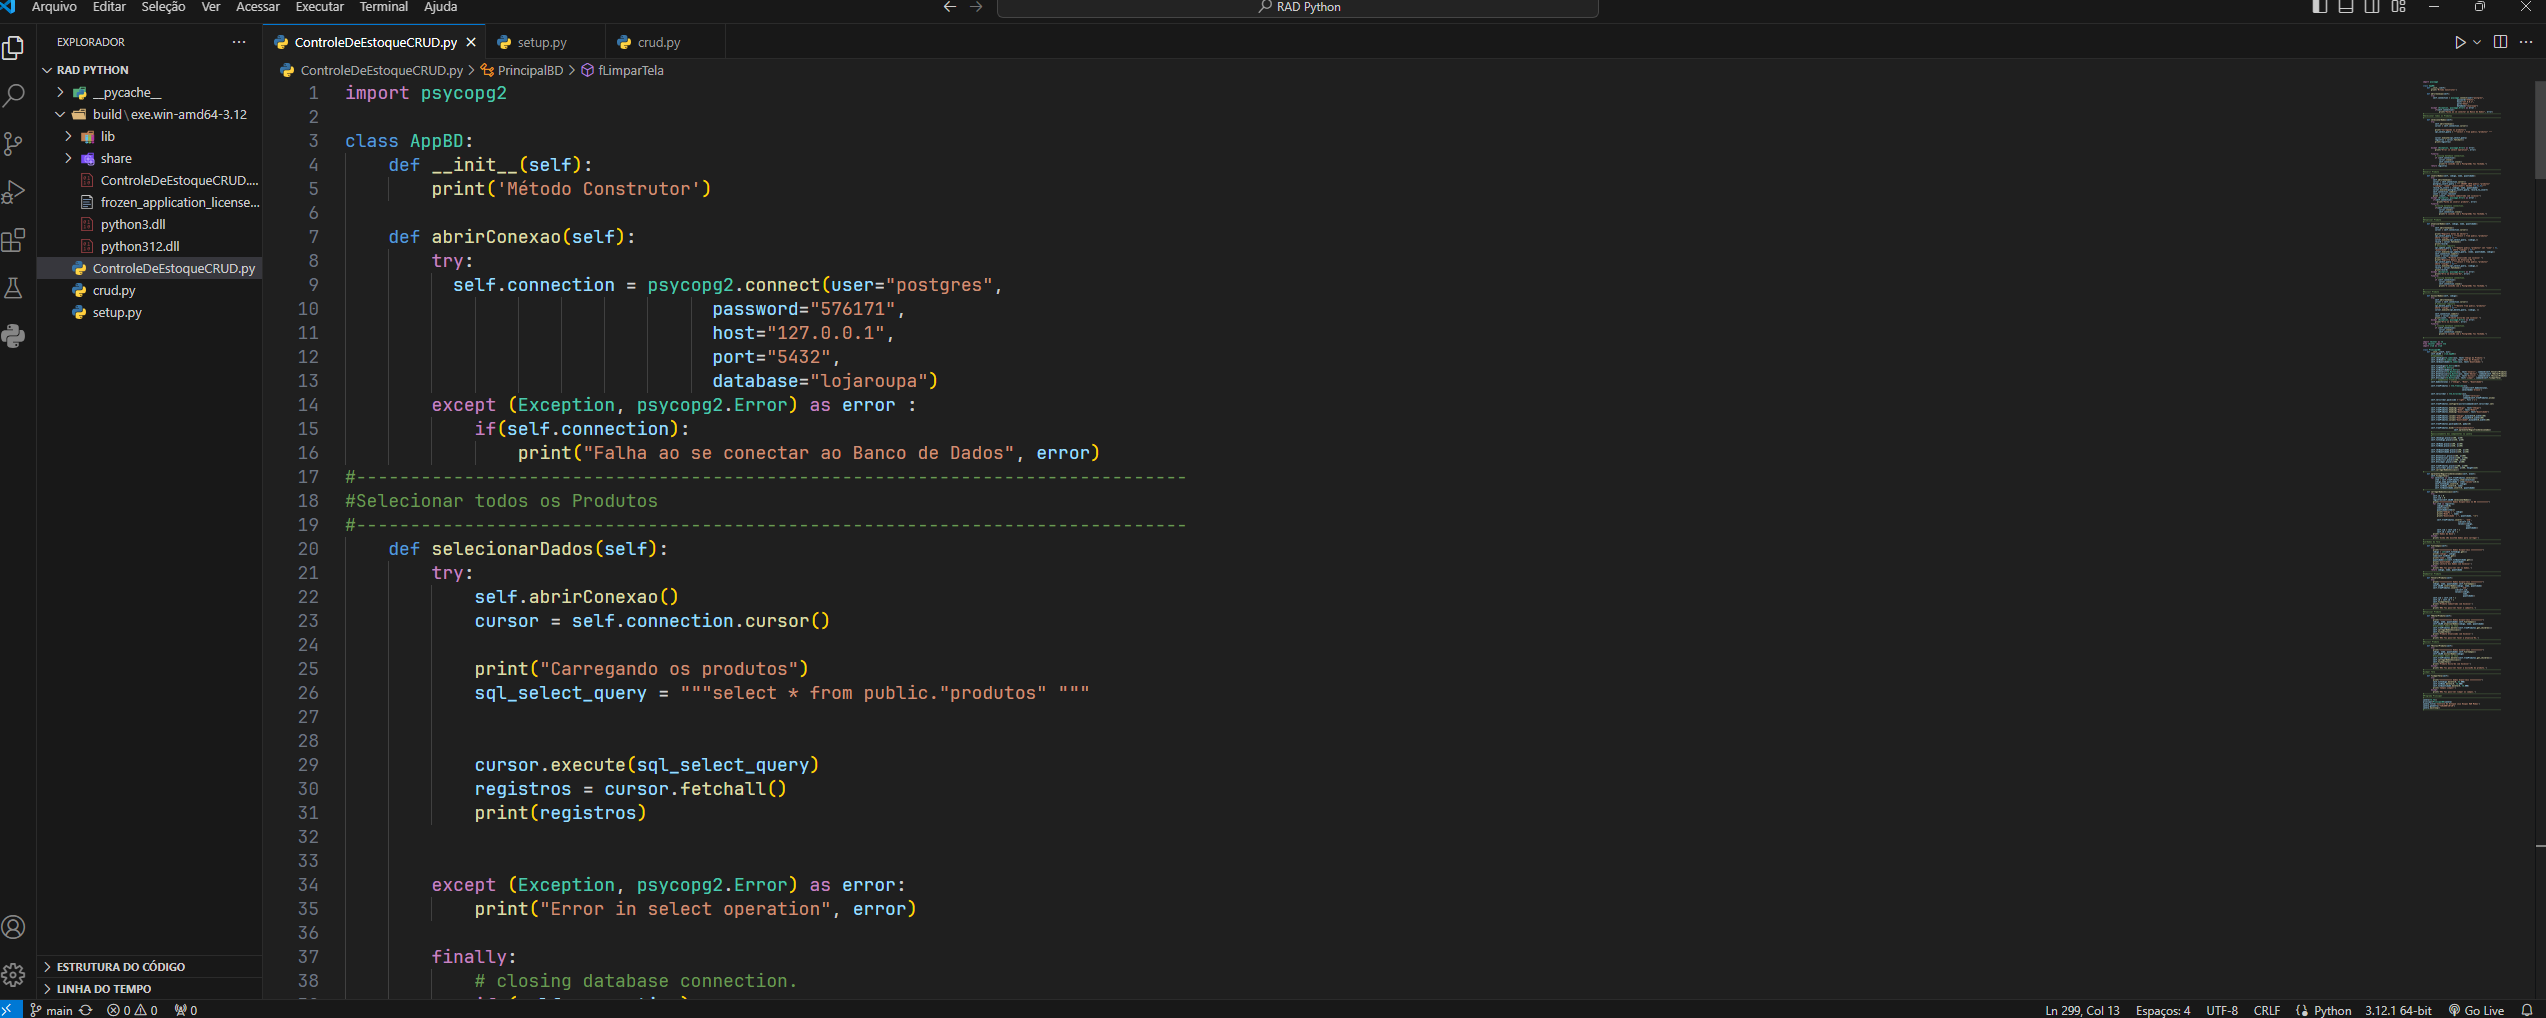 Arquivo Editar Seleção Ver Acessar Executar Terminal Ajuda
RAD Python
EXPLORADOR
RAD PYTHON
__pycache__
build\exe.win-amd64-3.12
lib
share
ControleDeEstoqueCRUD....
frozen_application_license...
python3.dll
python312.dll
ControleDeEstoqueCRUD.py
crud.py
setup.py
ESTRUTURA DO CÓDIGO
LINHA DO TEMPO
ControleDeEstoqueCRUD.py setup.py crud.py
ControleDeEstoqueCRUD.py > PrincipalBD > fLimparTela
1 import psycopg2
2
3 class AppBD:
4     def __init__(self):
5         print('Método Construtor')
6
7     def abrirConexao(self):
8         try:
9           self.connection = psycopg2.connect(user="postgres",
10                                   password="576171",
11                                   host="127.0.0.1",
12                                   port="5432",
13                                   database="lojaroupa")
14         except (Exception, psycopg2.Error) as error :
15             if(self.connection):
16                 print("Falha ao se conectar ao Banco de Dados", error)
17 #-----------------------------------------------------------------------------
18 #Selecionar todos os Produtos
19 #-----------------------------------------------------------------------------
20     def selecionarDados(self):
21         try:
22             self.abrirConexao()
23             cursor = self.connection.cursor()
24
25             print("Carregando os produtos")
26             sql_select_query = """select * from public."produtos" """
27
28
29             cursor.execute(sql_select_query)
30             registros = cursor.fetchall()
31             print(registros)
32
33
34         except (Exception, psycopg2.Error) as error:
35             print("Error in select operation", error)
36
37         finally:
38             # closing database connection.
main 0 0 0 Ln 299, Col 13 Espaços: 4 UTF-8 CRLF Python 3.12.1 64-bit Go Live